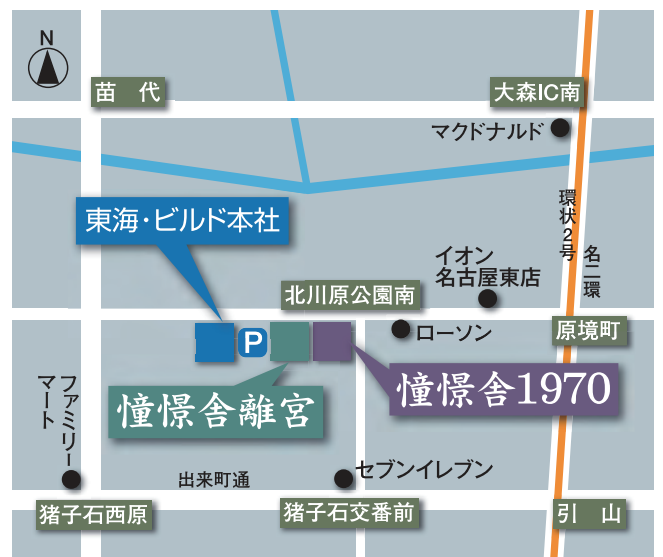 N
苗 代
大森IC南
マクドナルド
環状2号
名二環
東海・ビルド本社
イオン
名古屋東店
北川原公園南
P
ローソン
原境町
憧憬舎離宮
憧憬舎1970
ファミリー
マート
出来町通
セブンイレブン
猪子石西原
猪子石交番前
引 山